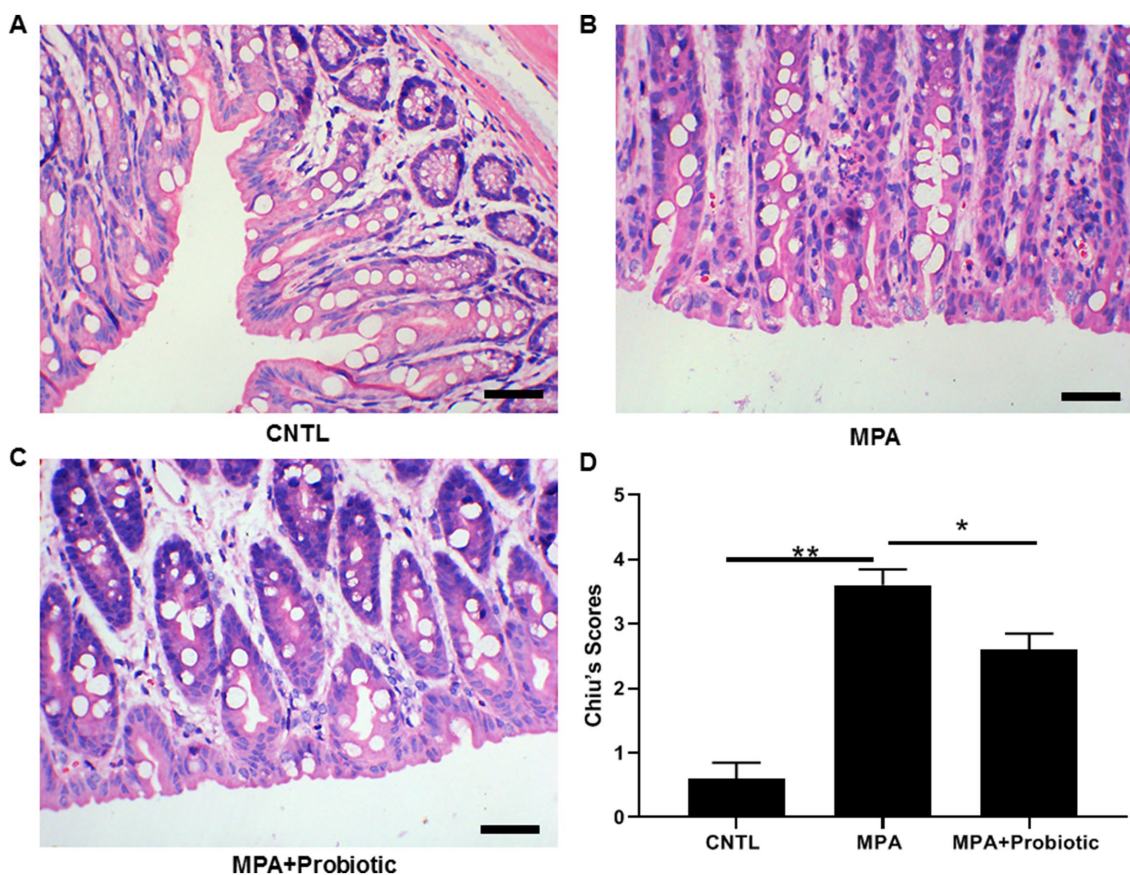 A
B
CNTL
MPA
C
D
MPA+Probiotic
Chiu's Scores
5
4
3
2
1
0
**
*
CNTL
MPA
MPA+Probiotic